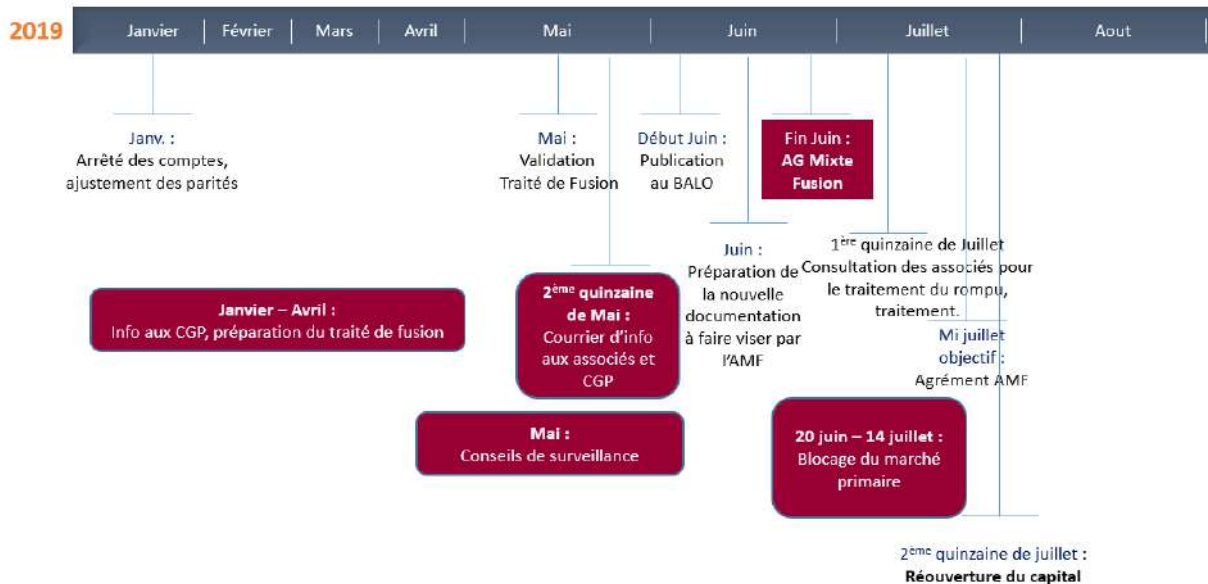 2019
Janvier
Février
Mars
Avril
Mai
Juin
Juillet
Aout
Janv. :
Arrêté des comptes,
ajustement des parités
Mai :
Validation
Traité de Fusion
Début Juin :
Publication
au BALO
Fin Juin :
AG Mixte
Fusion
Janvier – Avril :
Info aux CGP, préparation du traité de fusion
2ème quinzaine
de Mai :
Courrier d’info
aux associés et
CGP
Juin :
Préparation de
la nouvelle
documentation
à faire viser par
l’AMF
1ère quinzaine de Juillet
Consultation des associés pour
le traitement du rompu,
traitement.
Mi juillet
objectif :
Agrément AMF
Mai :
Conseils de surveillance
20 juin – 14 juillet :
Blocage du marché
primaire
2ème quinzaine de juillet :
Réouverture du capital